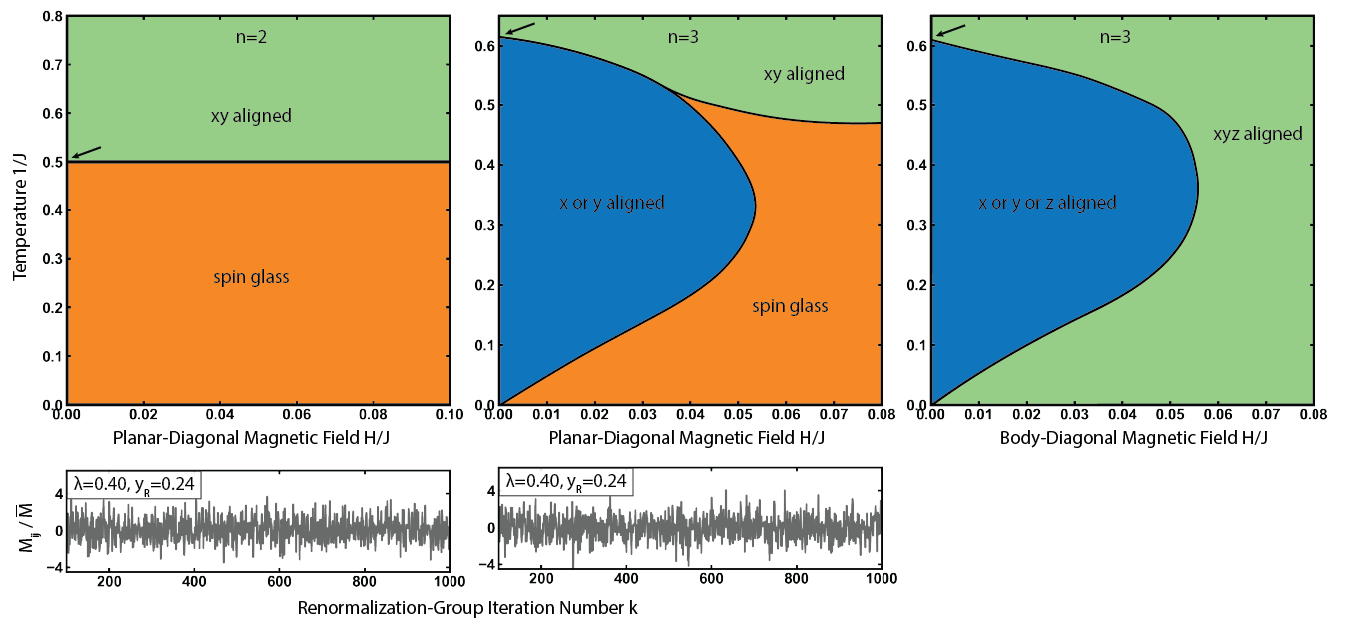 n=2
xy aligned
spin glass
0.8
0.7
0.6
0.5
0.4
0.3
0.2
0.1
0.0
0.00 0.02 0.04 0.06 0.08 0.10
Temperature 1/J
Planar-Diagonal Magnetic Field H/J
n=3
xy aligned
x or y aligned
spin glass
0.6
0.5
0.4
0.3
0.2
0.1
0.0
0.00 0.01 0.02 0.03 0.04 0.05 0.06 0.07 0.08
Planar-Diagonal Magnetic Field H/J
n=3
xyz aligned
x or y or z aligned
0.6
0.5
0.4
0.3
0.2
0.1
0.0
0.00 0.01 0.02 0.03 0.04 0.05 0.06 0.07 0.08
Body-Diagonal Magnetic Field H/J
λ=0.40, yR=0.24
4
0
−4
Mij / M̅
200 400 600 800 1000
λ=0.40, yR=0.24
4
0
−4
200 400 600 800 1000
Renormalization-Group Iteration Number k